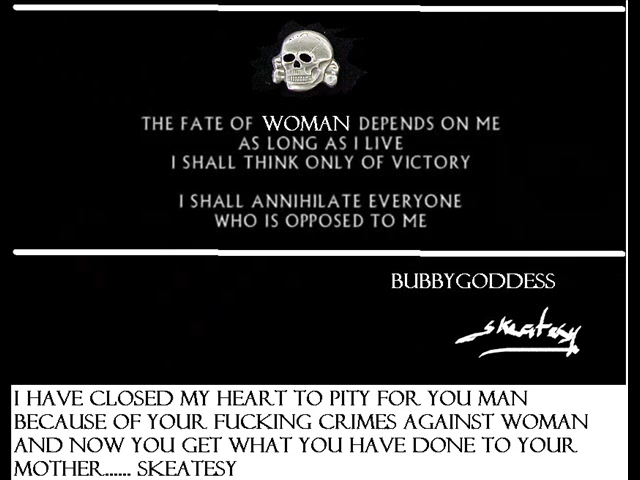 THE FATE OF WOMAN DEPENDS ON ME
AS LONG AS I LIVE
I SHALL THINK ONLY OF VICTORY
I SHALL ANNIHILATE EVERYONE
WHO IS OPPOSED TO ME
BUBBYGODDESS
skeatesy
I HAVE CLOSED MY HEART TO PITY FOR YOU MAN
BECAUSE OF YOUR FUCKING CRIMES AGAINST WOMAN
AND NOW YOU GET WHAT YOU HAVE DONE TO YOUR
MOTHER...... SKEATESY